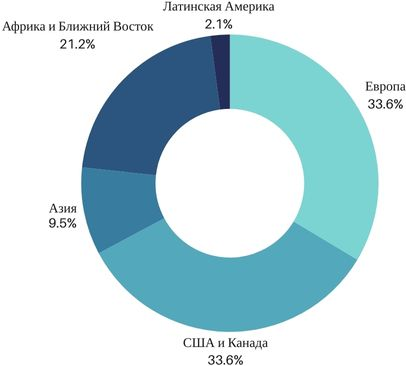 Латинская Америка
2.1%
Африка и Ближний Восток
21.2%
Европа
33.6%
Азия
9.5%
США и Канада
33.6%